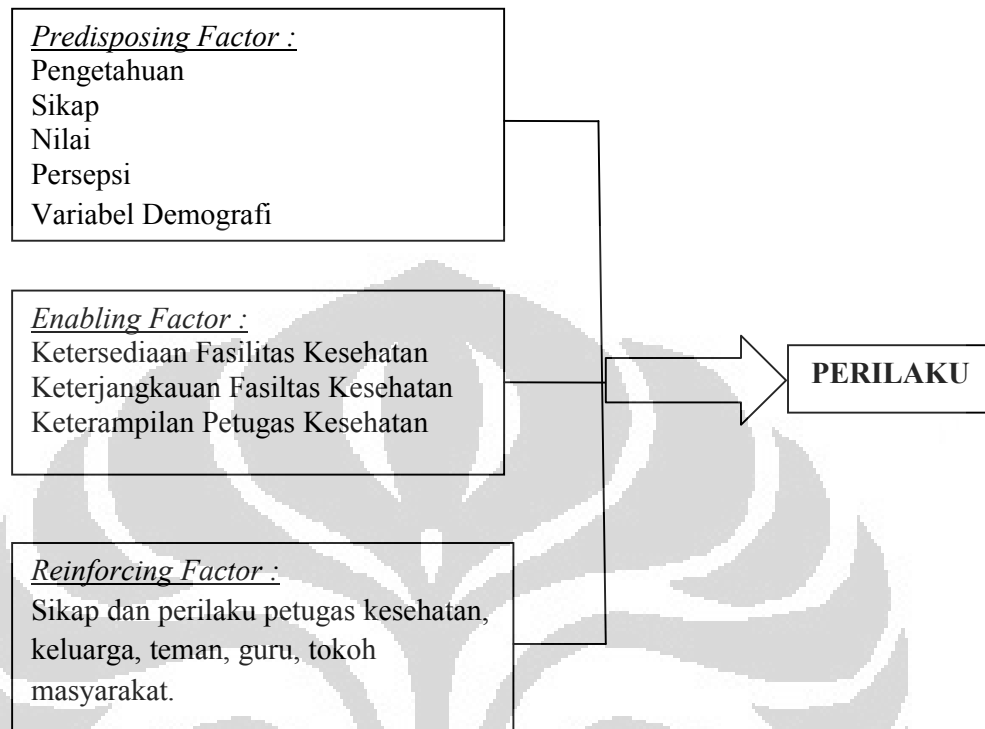 Predisposing Factor :
Pengetahuan
Sikap
Nilai
Persepsi
Variabel Demografi
Enabling Factor :
Ketersediaan Fasilitas Kesehatan
Keterjangkauan Fasiltas Kesehatan
Keterampilan Petugas Kesehatan
PERILAKU
Reinforcing Factor :
Sikap dan perilaku petugas kesehatan,
keluarga, teman, guru, tokoh
masyarakat.